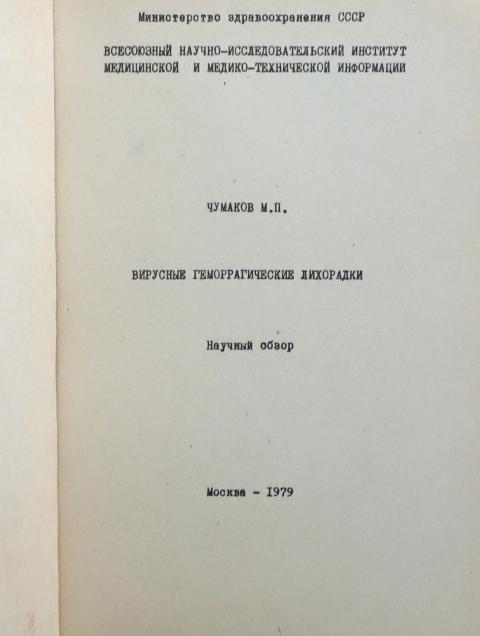 Министерство здравоохранения СССР
ВСЕСОЮЗНЫЙ НАУЧНО-ИССЛЕДОВАТЕЛЬСКИЙ ИНСТИТУТ
МЕДИЦИНСКОЙ И МЕДИКО-ТЕХНИЧЕСКОЙ ИНФОРМАЦИИ
ЧУМАКОВ М.П.
ВИРУСНЫЕ ГЕМОРРАГИЧЕСКИЕ ЛИХОРАДКИ
Научный обзор
Москва - 1979